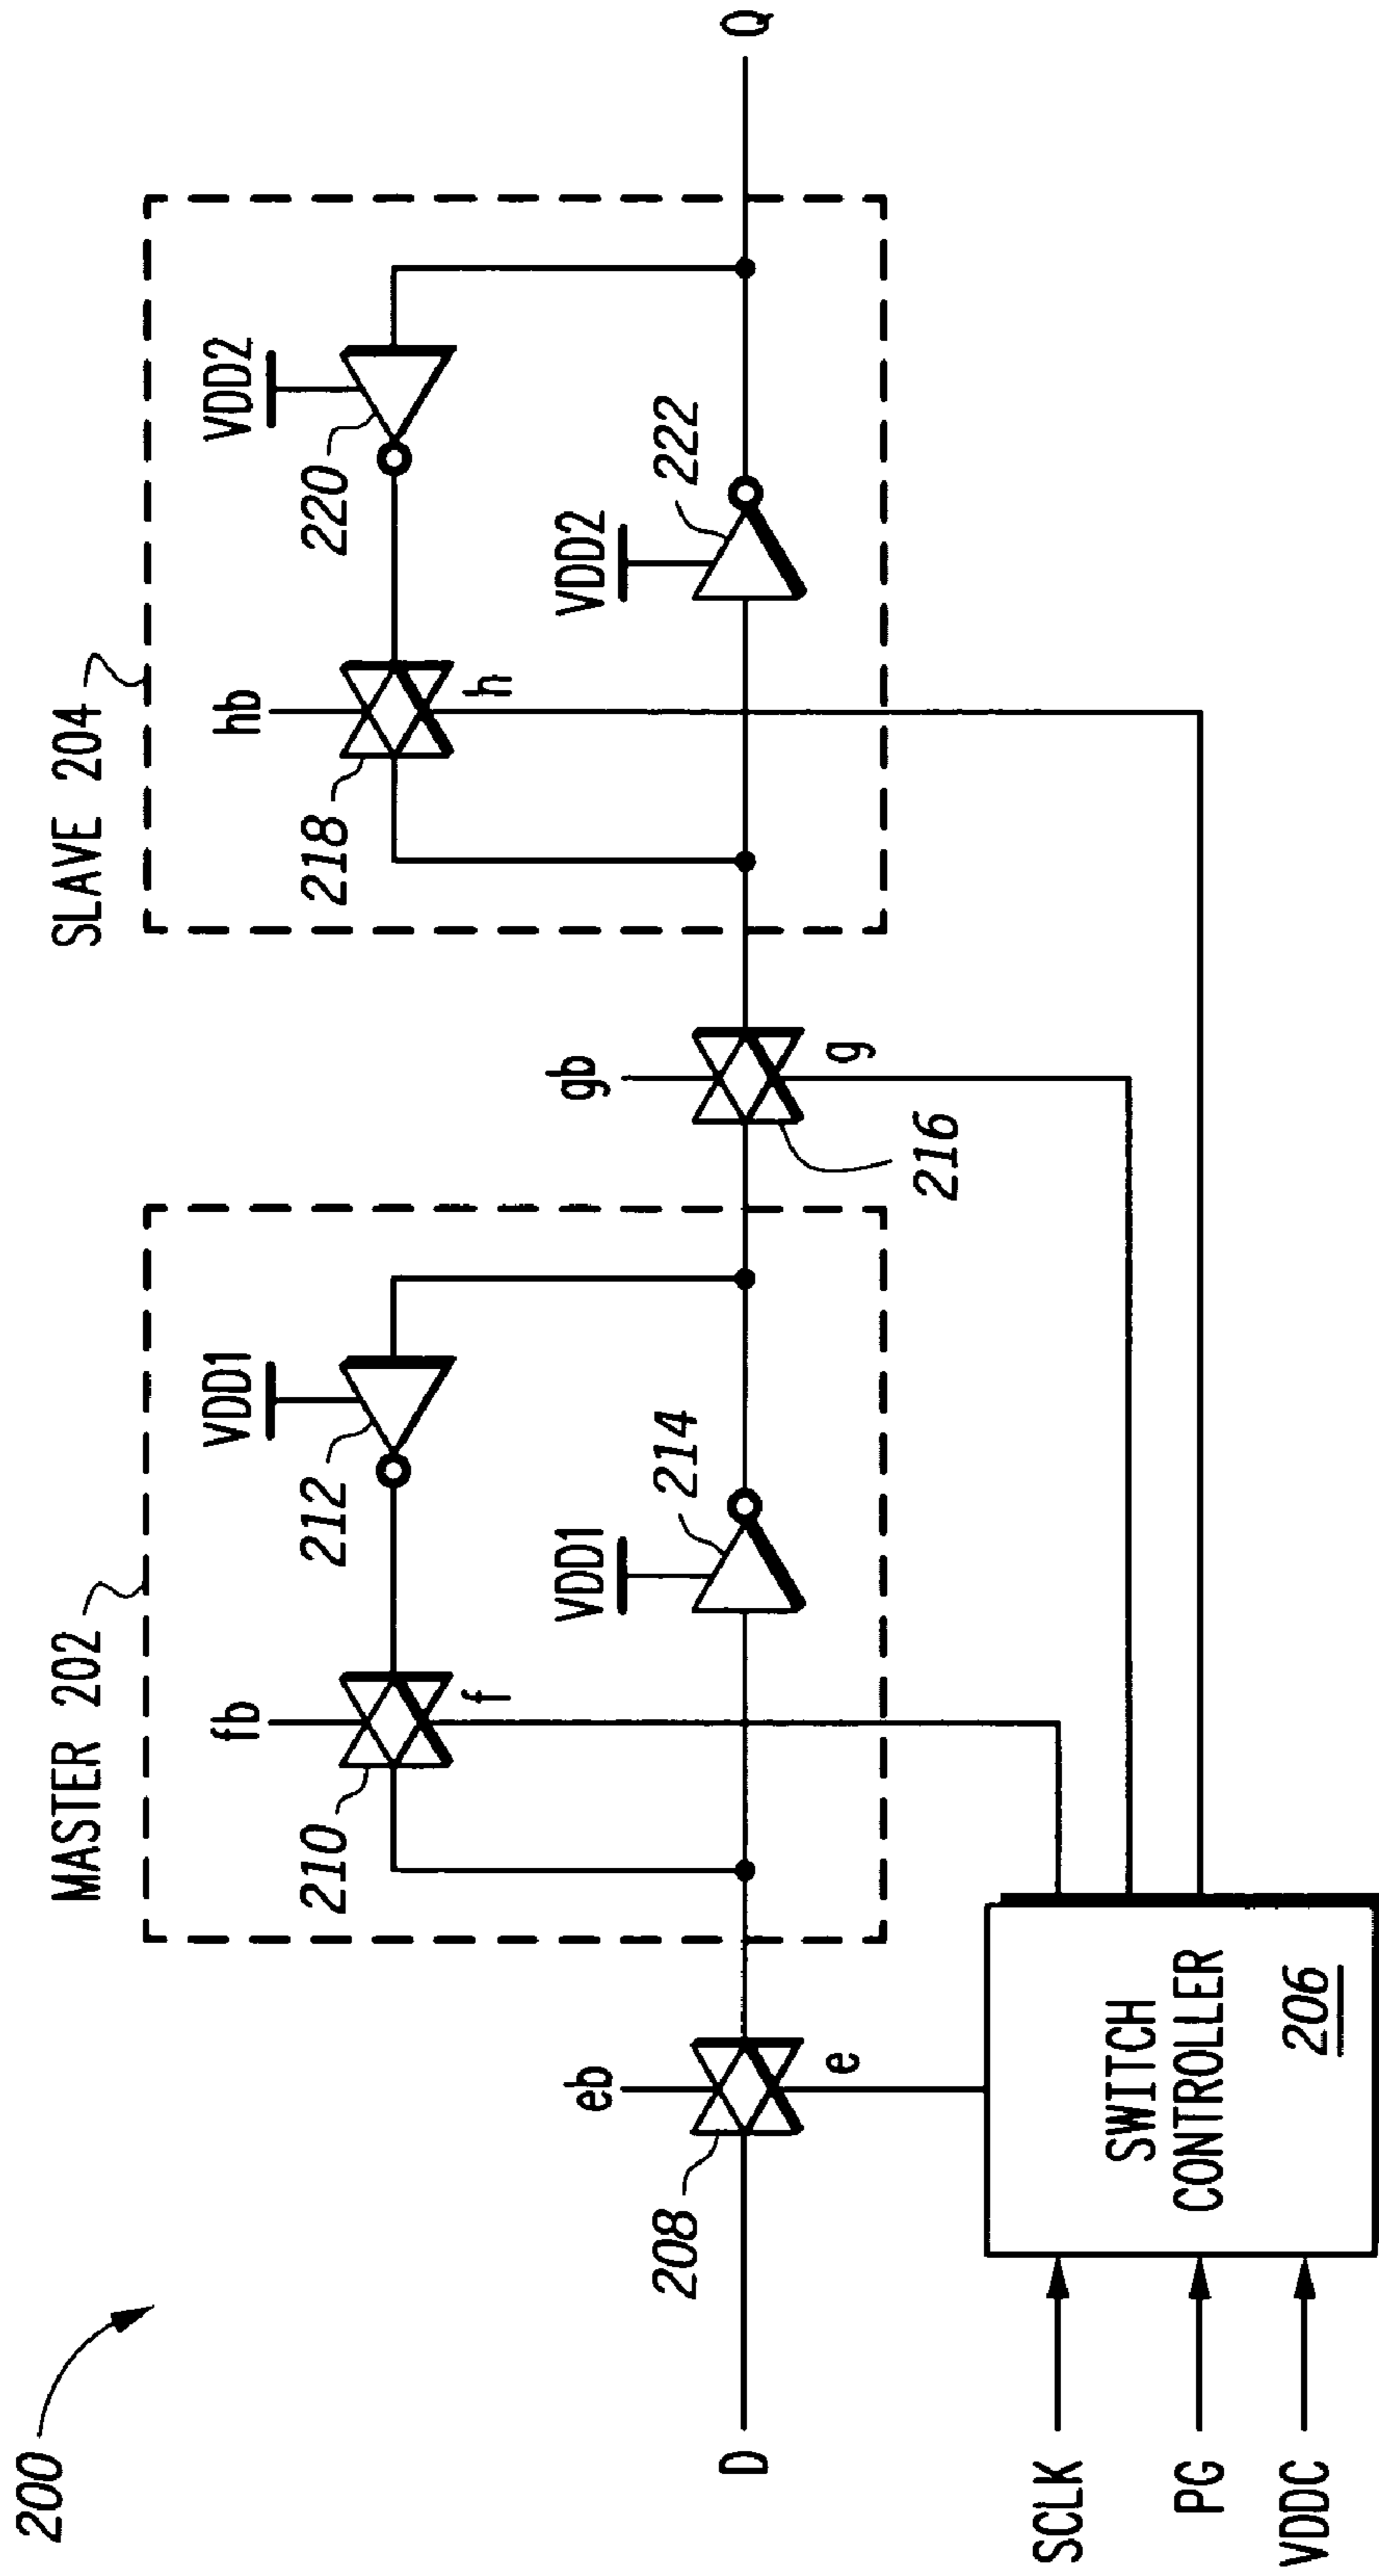 200
MASTER 202
SLAVE 204
fb
VDD1
hb
VDD2
210
212
218
220
f
h
eb
VDD1
gb
VDD2
208
214
222
D
Q
e
g
216
SCLK
PG
VDDC
SWITCH
CONTROLLER
206